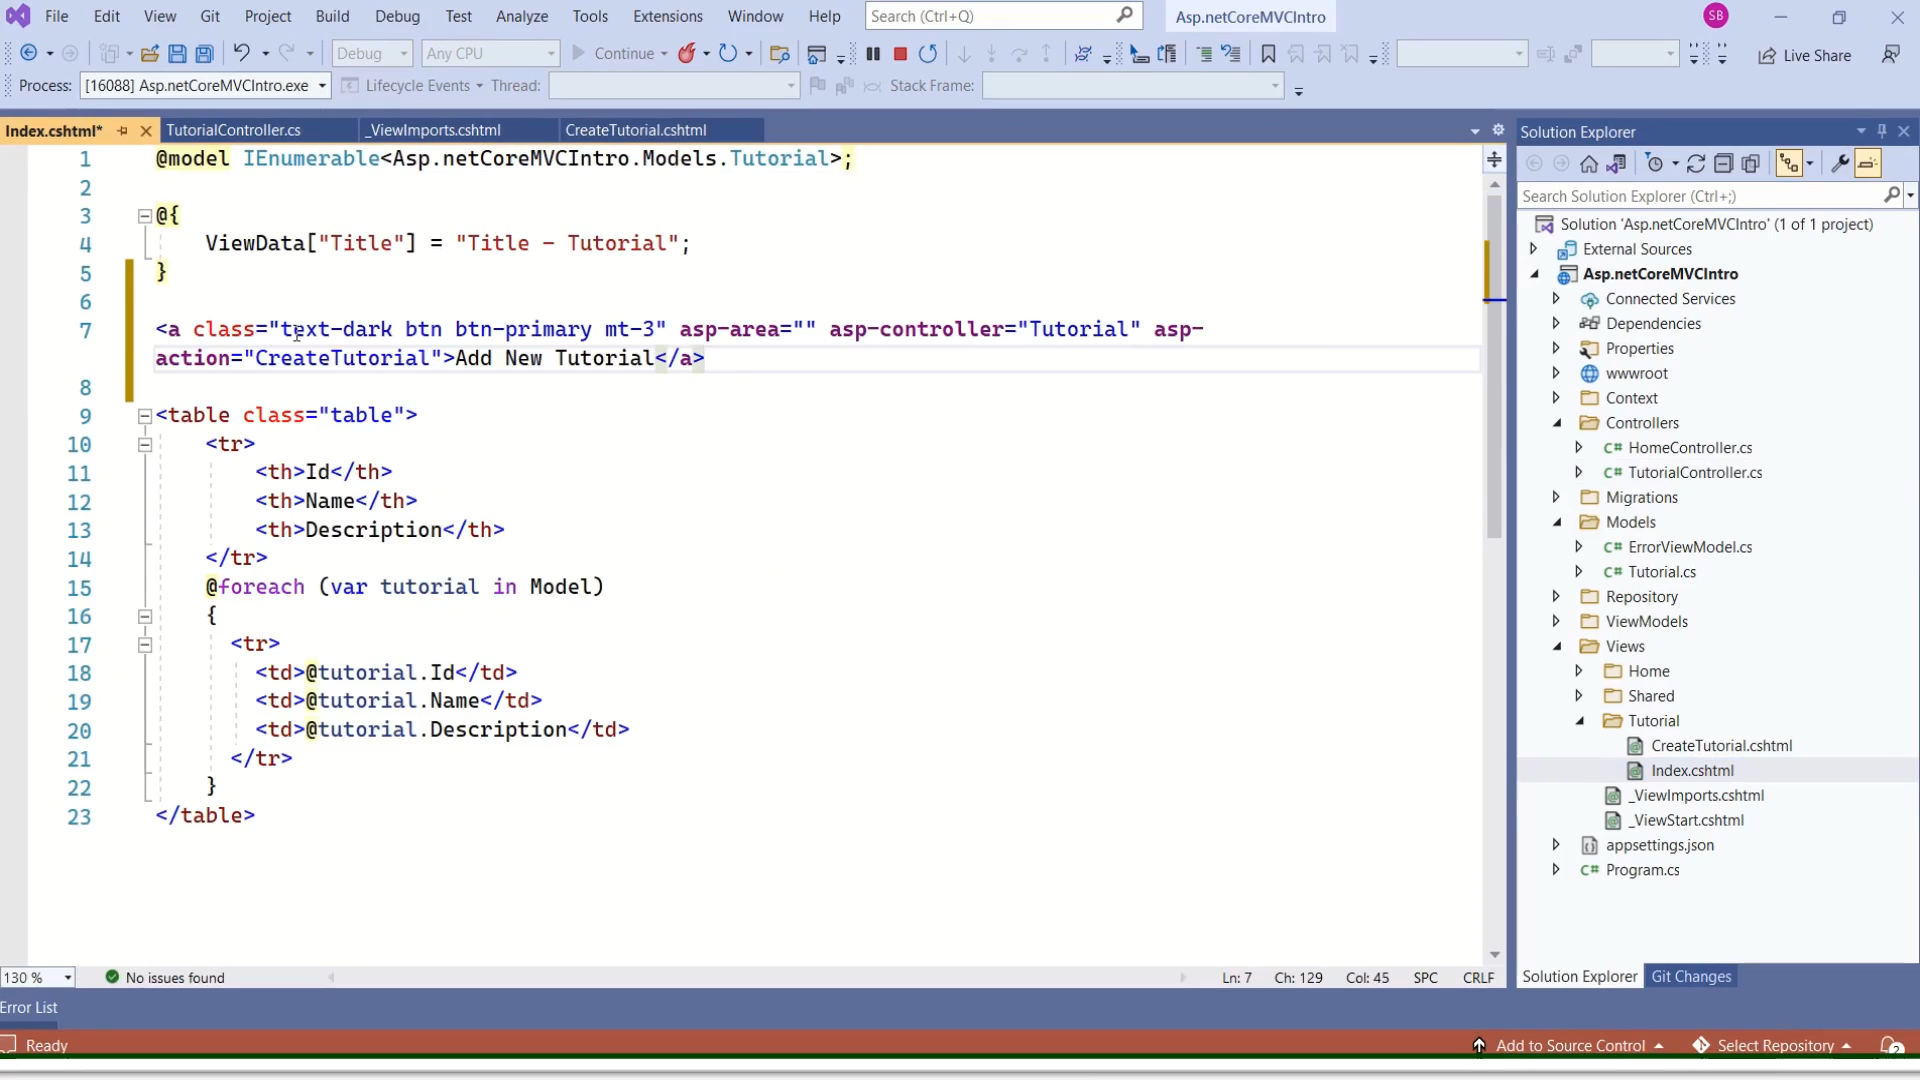 File Edit View Git Project Build Debug Test Analyze Tools Extensions Window Help Search (Ctrl+Q) Asp.netCoreMVCIntro SB
Debug Any CPU Continue Live Share
Process: [16088] Asp.netCoreMVCIntro.exe Lifecycle Events Thread: Stack Frame:
Index.cshtml* TutorialController.cs _ViewImports.cshtml CreateTutorial.cshtml
1 @model IEnumerable<Asp.netCoreMVCIntro.Models.Tutorial>;
2
3 @{
4 ViewData["Title"] = "Title - Tutorial";
5 }
6
7 <a class="text-dark btn btn-primary mt-3" asp-area="" asp-controller="Tutorial" asp-
action="CreateTutorial">Add New Tutorial</a>
8
9 <table class="table">
10 <tr>
11 <th>Id</th>
12 <th>Name</th>
13 <th>Description</th>
14 </tr>
15 @foreach (var tutorial in Model)
16 {
17 <tr>
18 <td>@tutorial.Id</td>
19 <td>@tutorial.Name</td>
20 <td>@tutorial.Description</td>
21 </tr>
22 }
23 </table>
130 % No issues found Ln: 7 Ch: 129 Col: 45 SPC CRLF
Error List
Ready Add to Source Control Select Repository 2
Solution Explorer
Search Solution Explorer (Ctrl+;)
Solution 'Asp.netCoreMVCIntro' (1 of 1 project)
External Sources
Asp.netCoreMVCIntro
Connected Services
Dependencies
Properties
wwwroot
Context
Controllers
C# HomeController.cs
C# TutorialController.cs
Migrations
Models
C# ErrorViewModel.cs
C# Tutorial.cs
Repository
ViewModels
Views
Home
Shared
Tutorial
CreateTutorial.cshtml
Index.cshtml
_ViewImports.cshtml
_ViewStart.cshtml
appsettings.json
C# Program.cs
Solution Explorer Git Changes